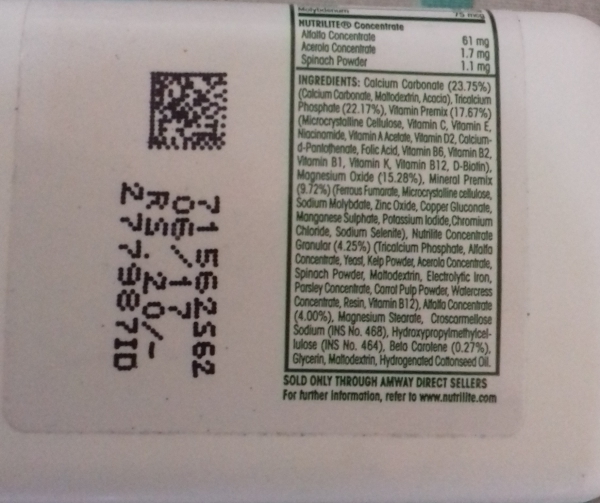 Molybdenum 75 mcg
NUTRILITE® Concentrate
Alfalfa Concentrate 61 mg
Acerola Concentrate 1.7 mg
Spinach Powder 1.1 mg
INGREDIENTS: Calcium Carbonate (23.75%)
(Calcium Carbonate, Maltodextrin, Acacia), Tricalcium
Phosphate (22.17%), Vitamin Premix (17.67%)
(Microcrystalline Cellulose, Vitamin C, Vitamin E,
Niacinamide, Vitamin A Acetate, Vitamin D2, Calcium-
d-Pantothenate, Folic Acid, Vitamin B6, Vitamin B2,
Vitamin B1, Vitamin K, Vitamin B12, D-Biotin),
Magnesium Oxide (15.28%), Mineral Premix
(9.72%) (Ferrous Fumarate, Microcrystalline cellulose,
Sodium Molybdate, Zinc Oxide, Copper Gluconate,
Manganese Sulphate, Potassium Iodide, Chromium
Chloride, Sodium Selenite), Nutrilite Concentrate
Granular (4.25%) (Tricalcium Phosphate, Alfalfa
Concentrate, Yeast, Kelp Powder, Acerola Concentrate,
Spinach Powder, Maltodextrin, Electrolytic Iron,
Parsley Concentrate, Carrot Pulp Powder, Watercress
Concentrate, Resin, Vitamin B12), Alfalfa Concentrate
(4.00%), Magnesium Stearate, Croscarmellose
Sodium (INS No. 468), Hydroxypropylmethylcel-
lulose (INS No. 464), Beta Carotene (0.27%),
Glycerin, Maltodextrin, Hydrogenated Cottonseed Oil.
SOLD ONLY THROUGH AMWAY DIRECT SELLERS
For further information, refer to www.nutrilite.com
71562562
06/17
RS. 20/-
277987ID